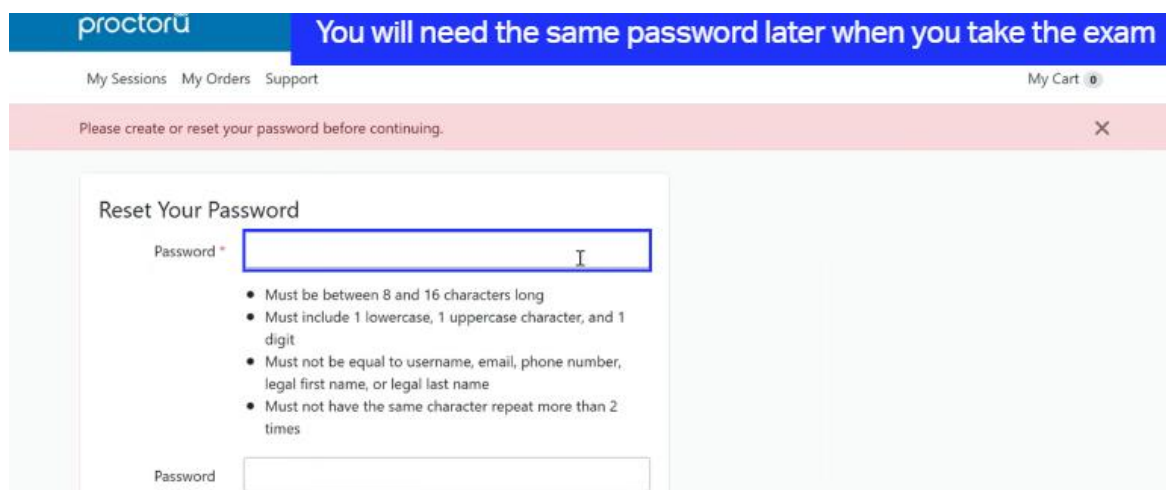 proctorū
You will need the same password later when you take the exam
My Sessions My Orders Support
My Cart 0
Please create or reset your password before continuing.
Reset Your Password
Password *
Must be between 8 and 16 characters long
Must include 1 lowercase, 1 uppercase character, and 1
digit
Must not be equal to username, email, phone number,
legal first name, or legal last name
Must not have the same character repeat more than 2
times
Password